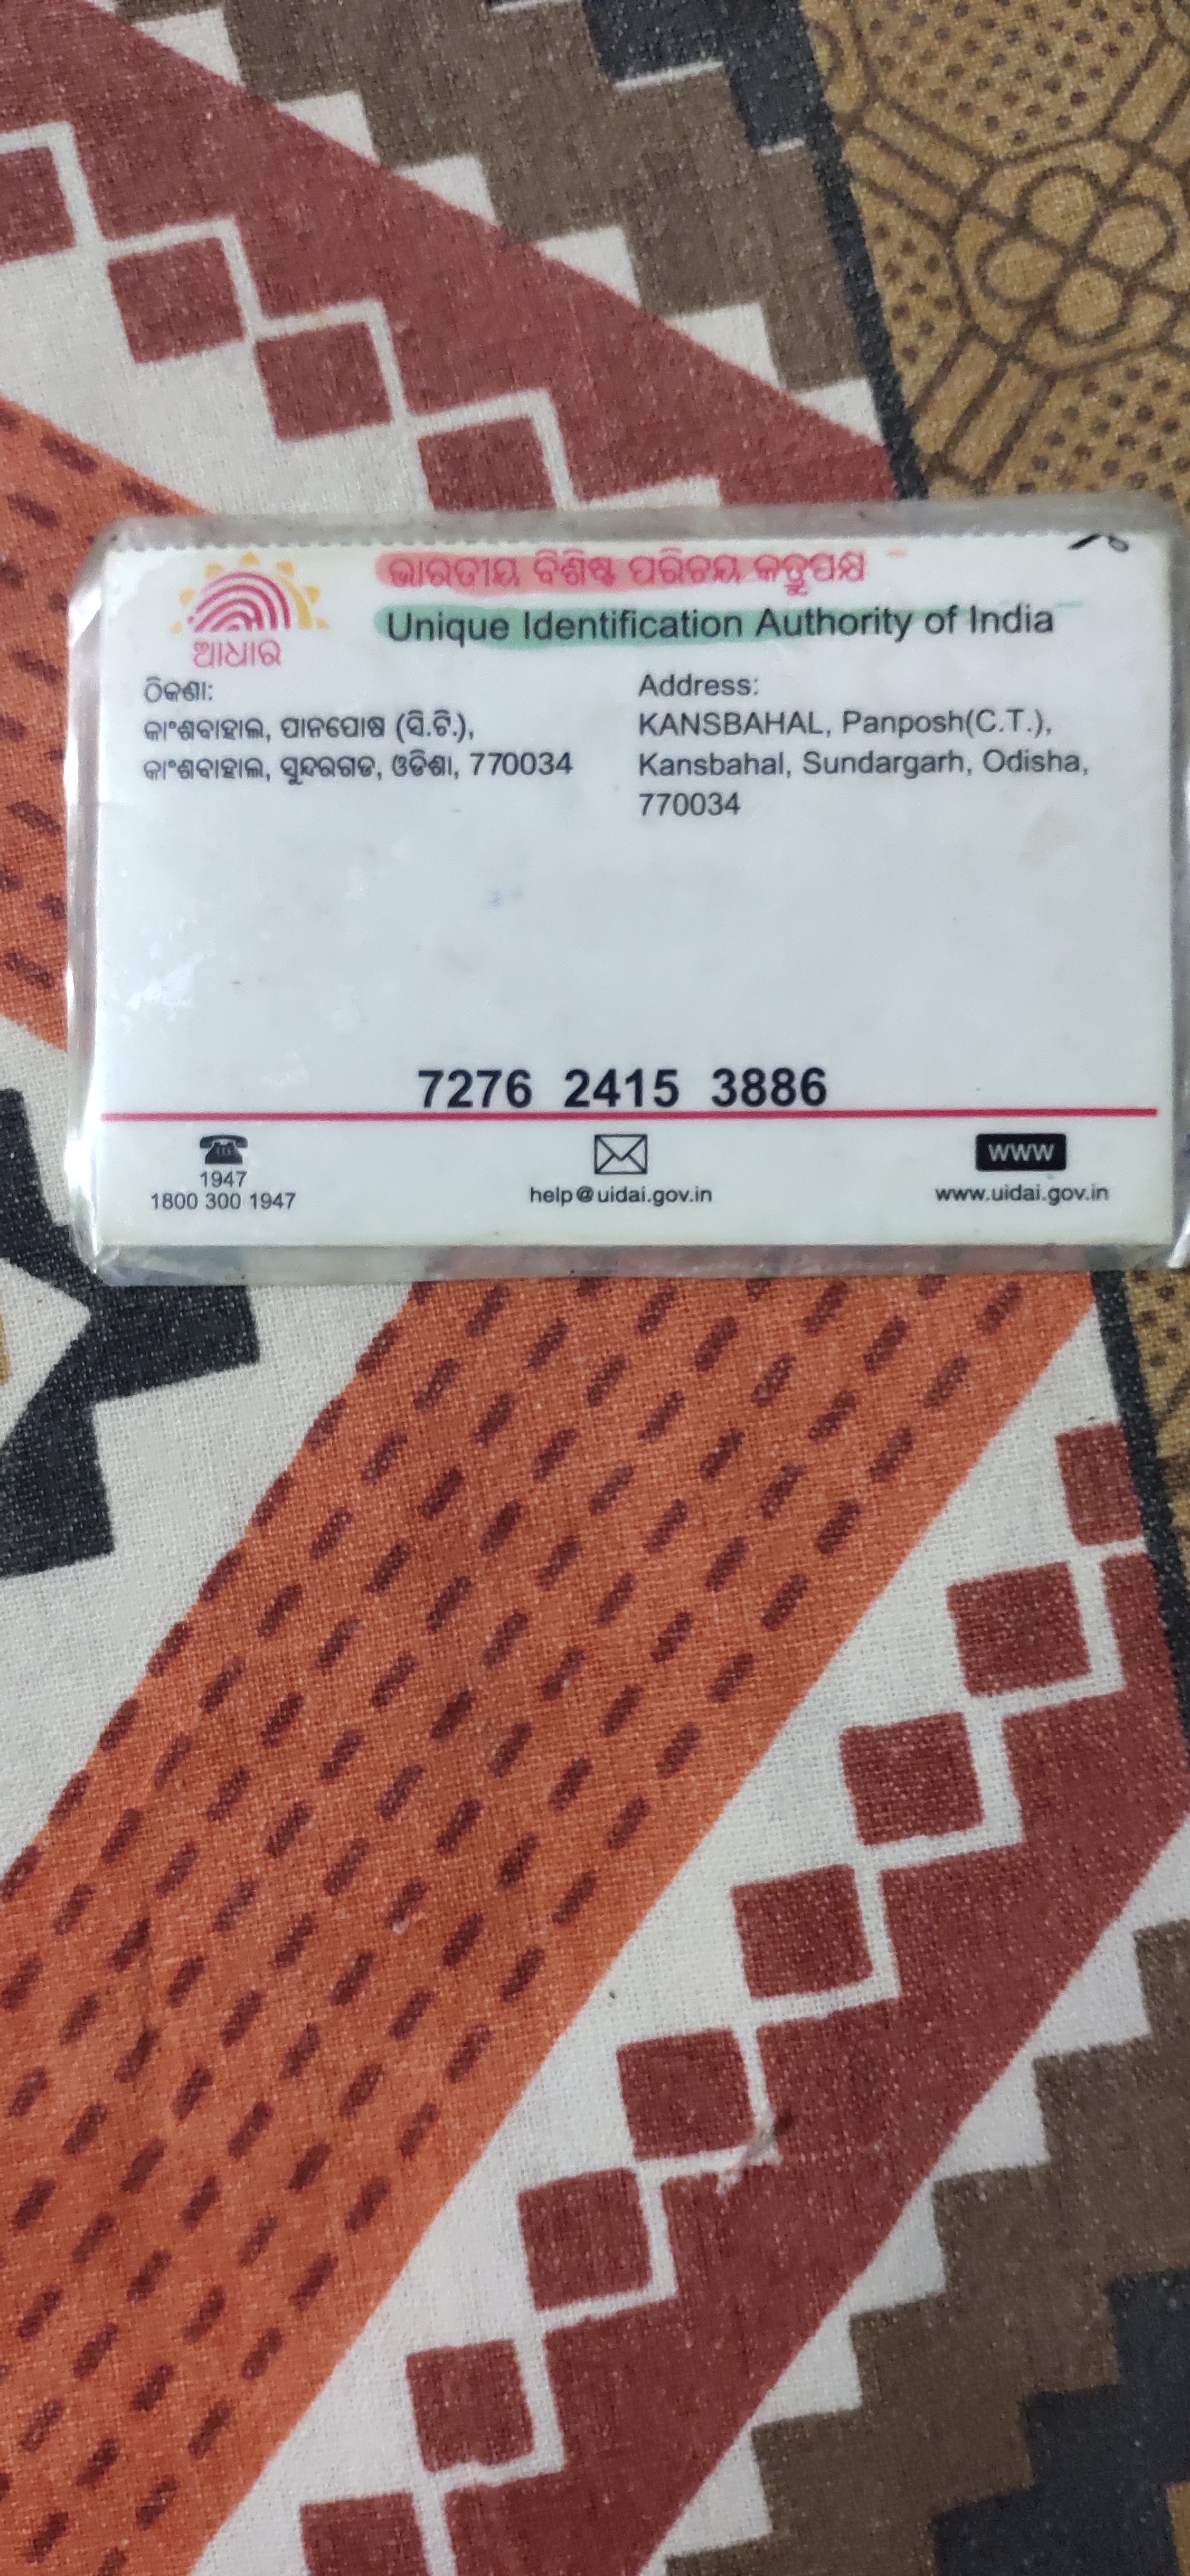 ଆଧାର
ଭାରତୀୟ ବିଶିଷ୍ଟ ପରିଚୟ କର୍ତ୍ତୃପକ୍ଷ
Unique Identification Authority of India
ଠିକଣା:
କାଂଶବାହାଲ, ପାନପୋଷ (ସି.ଟି.),
କାଂଶବାହାଲ, ସୁନ୍ଦରଗଡ, ଓଡିଶା, 770034
Address:
KANSBAHAL, Panposh(C.T.),
Kansbahal, Sundargarh, Odisha,
770034
7276 2415 3886
1947
1800 300 1947
help@uidai.gov.in
WWW
www.uidai.gov.in